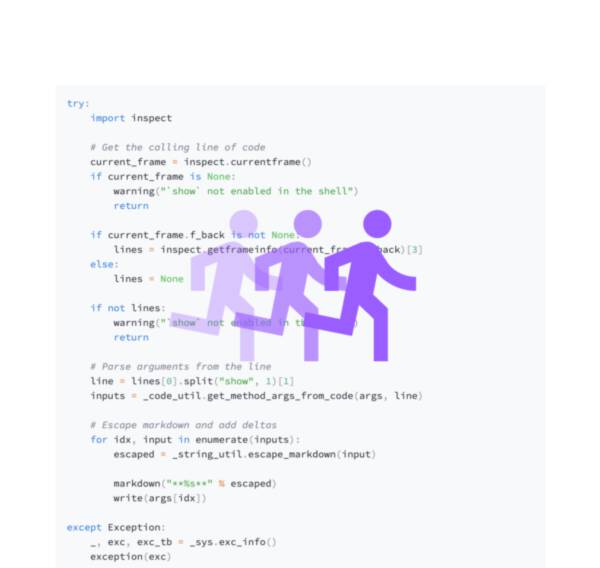 try:
    import inspect

    # Get the calling line of code
    current_frame = inspect.currentframe()
    if current_frame is None:
        warning("`show` not enabled in the shell")
        return

    if current_frame.f_back is not None:
        lines = inspect.getframeinfo(current_fra back)[3]
    else:
        lines = None

    if not lines:
        warning("`show` not enabled in th )
        return

    # Parse arguments from the line
    line = lines[0].split("show", 1)[1]
    inputs = _code_util.get_method_args_from_code(args, line)

    # Escape markdown and add deltas
    for idx, input in enumerate(inputs):
        escaped = _string_util.escape_markdown(input)

        markdown("**%s**" % escaped)
        write(args[idx])

except Exception:
    _, exc, exc_tb = _sys.exc_info()
    exception(exc)